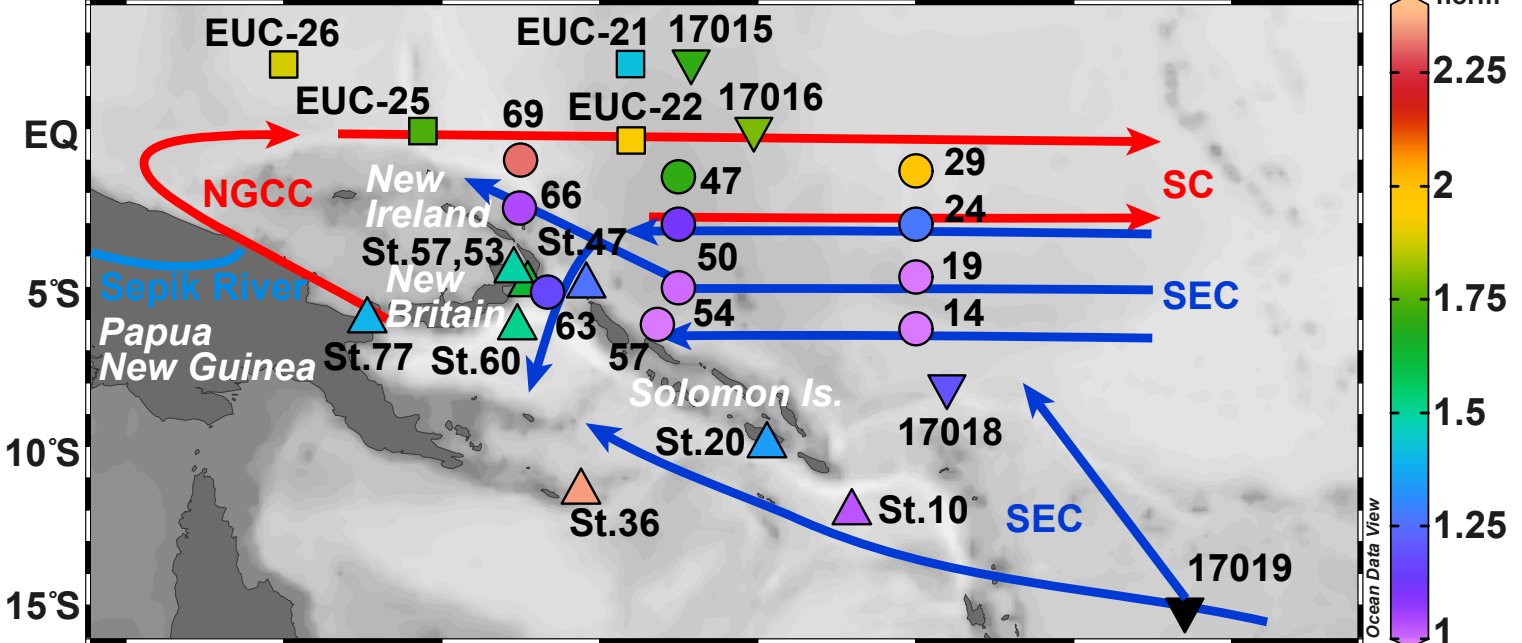 EUC-26
EUC-21
17015
2.25
EUC-25
EUC-22
17016
EQ
69
47
29
2
New
Ireland
NGCC
66
24
SC
St.57,53
St.47
50
19
5°S
Sepik River
New
Britain
63
54
14
SEC
1.75
Papua
New Guinea
St.77
St.60
57
Solomon Is.
17018
1.5
10°S
St.20
St.36
St.10
SEC
1.25
17019
15°S
Ocean Data View
1